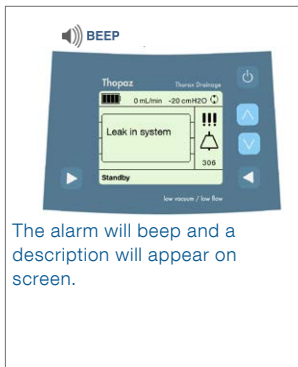 BEEP
Thopaz Thorax Drainage
0 mL/min -20 cmH2O
Leak in system
!!!
306
Standby
low vacuum / low flow
The alarm will beep and a
description will appear on
screen.